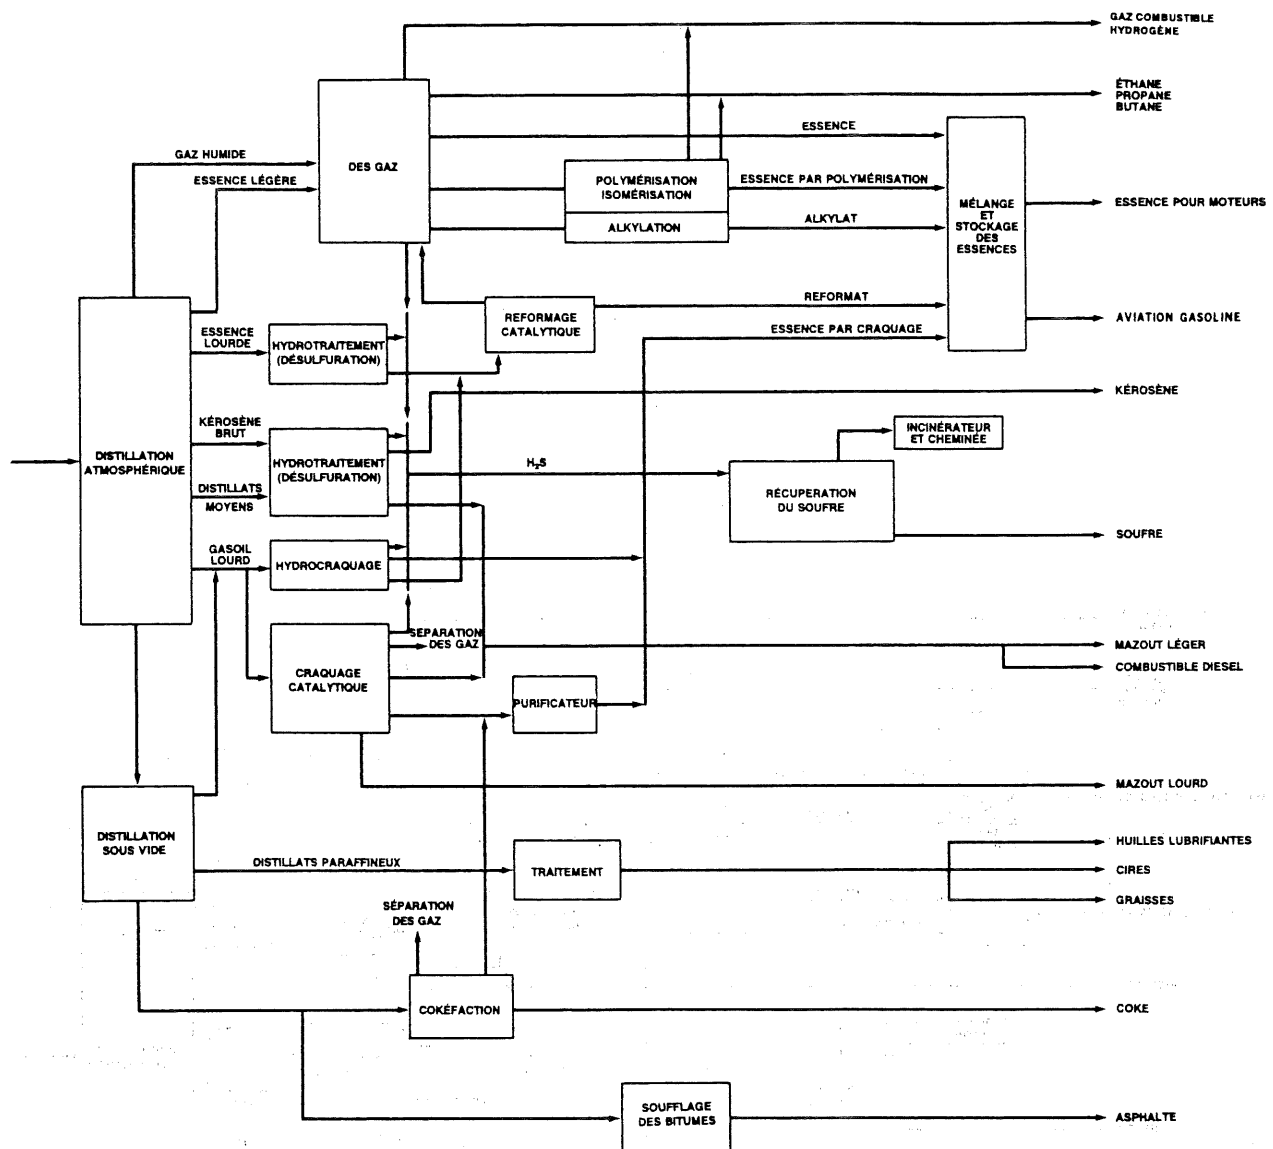 GAZ COMBUSTIBLE
HYDROGÈNE
ÉTHANE
PROPANE
BUTANE
ESSENCE
GAZ HUMIDE
DES GAZ
ESSENCE LÉGÈRE
POLYMÉRISATION
ISOMÉRISATION
ESSENCE PAR POLYMÉRISATION
ALKYLATION
ALKYLAT
MÉLANGE
ET
STOCKAGE
DES
ESSENCES
ESSENCE POUR MOTEURS
REFORMAT
REFORMAGE
CATALYTIQUE
AVIATION GASOLINE
ESSENCE
LOURDE
HYDROTRAITEMENT
(DÉSULFURATION)
ESSENCE PAR CRAQUAGE
KÉROSÈNE
KÉROSÈNE
BRUT
INCINÉRATEUR
ET CHEMINÉE
DISTILLATION
ATMOSPHÉRIQUE
HYDROTRAITEMENT
(DÉSULFURATION)
H₂S
DISTILLATS
MOYENS
RÉCUPERATION
DU SOUFRE
SOUFRE
GASOIL
LOURD
HYDROCRAQUAGE
SÉPARATION
DES GAZ
MAZOUT LÉGER
COMBUSTIBLE DIESEL
CRAQUAGE
CATALYTIQUE
PURIFICATEUR
MAZOUT LOURD
DISTILLATION
SOUS VIDE
DISTILLATS PARAFFINEUX
TRAITEMENT
HUILLES LUBRIFIANTES
CIRES
GRAISSES
SÉPARATION
DES GAZ
COKÉFACTION
COKE
SOUFFLAGE
DES BITUMES
ASPHALTE